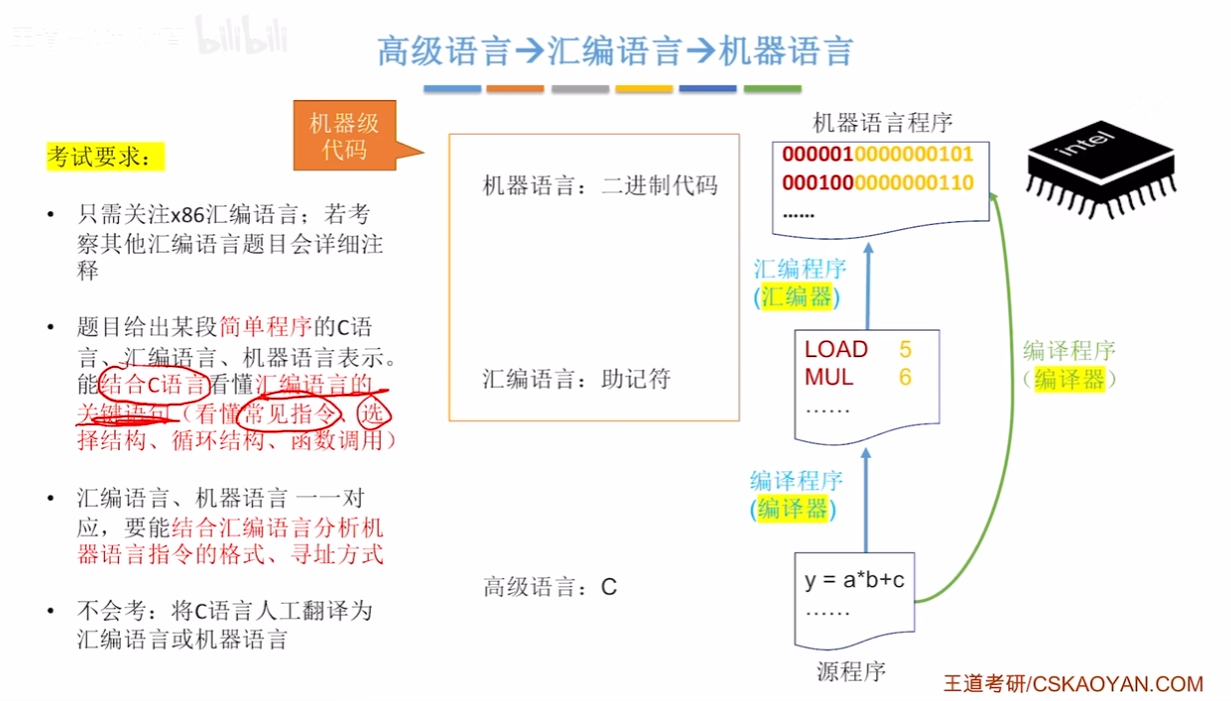 bilibili
高级语言→汇编语言→机器语言
机器级
代码
考试要求：
• 只需关注x86汇编语言；若考
察其他汇编语言题目会详细注
释
• 题目给出某段简单程序的C语
言、汇编语言、机器语言表示。
能结合C语言看懂汇编语言的
关键语句（看懂常见指令、选
择结构、循环结构、函数调用）
• 汇编语言、机器语言 一一对
应，要能结合汇编语言分析机
器语言指令的格式、寻址方式
• 不会考：将C语言人工翻译为
汇编语言或机器语言
机器语言：二进制代码
汇编语言：助记符
高级语言：C
机器语言程序
0000010000000101
0001000000000110
......
intel
汇编程序
(汇编器)
LOAD 5
MUL 6
……
编译程序
（编译器）
编译程序
(编译器)
y = a*b+c
……
源程序
王道考研/CSKAOYAN.COM